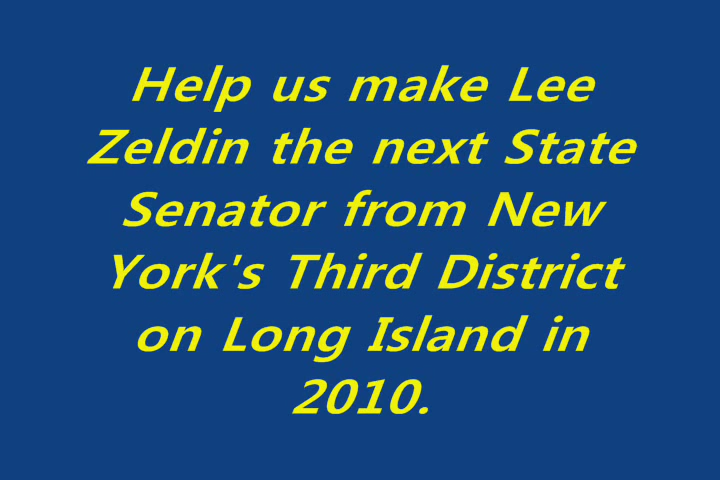 Help us make Lee
Zeldin the next State
Senator from New
York's Third District
on Long Island in
2010.